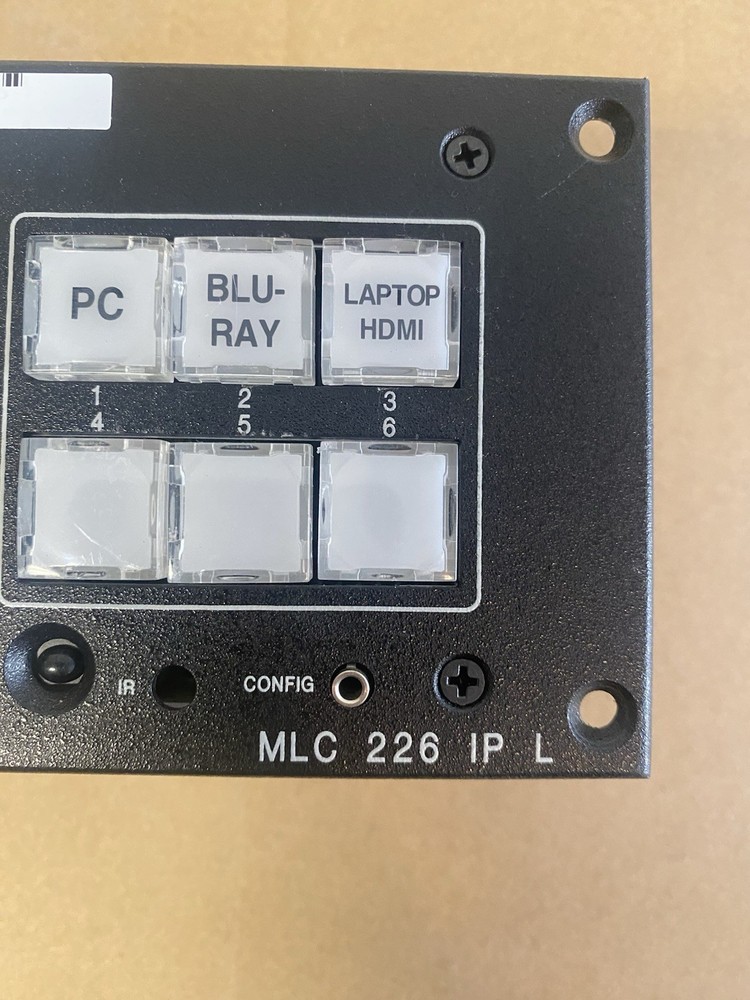 PC
BLU-
RAY
LAPTOP
HDMI
1 2 3
4 5 6
IR CONFIG
MLC 226 IP L